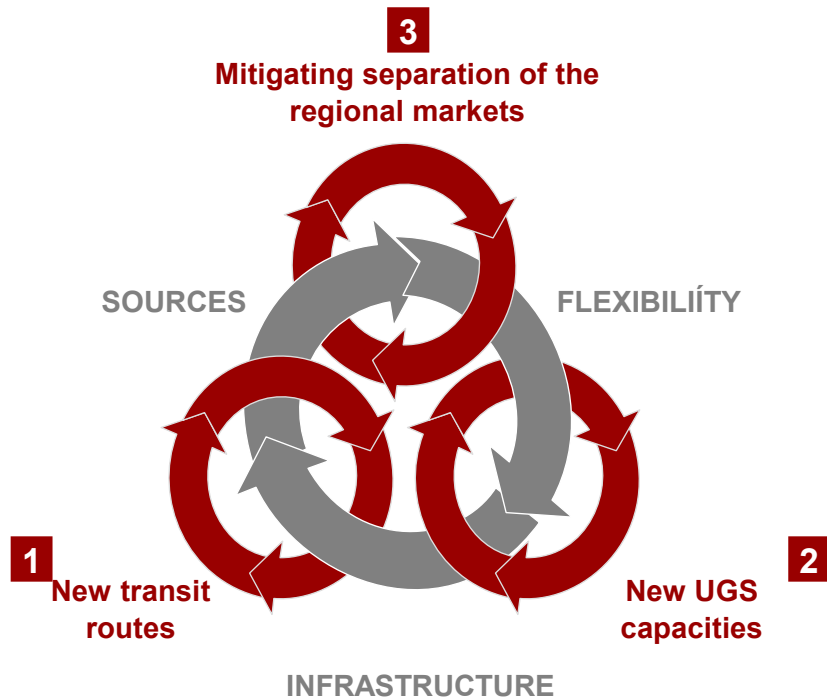 3
Mitigating separation of the
regional markets
SOURCES
FLEXIBILIÍTY
1
New transit
routes
2
New UGS
capacities
INFRASTRUCTURE